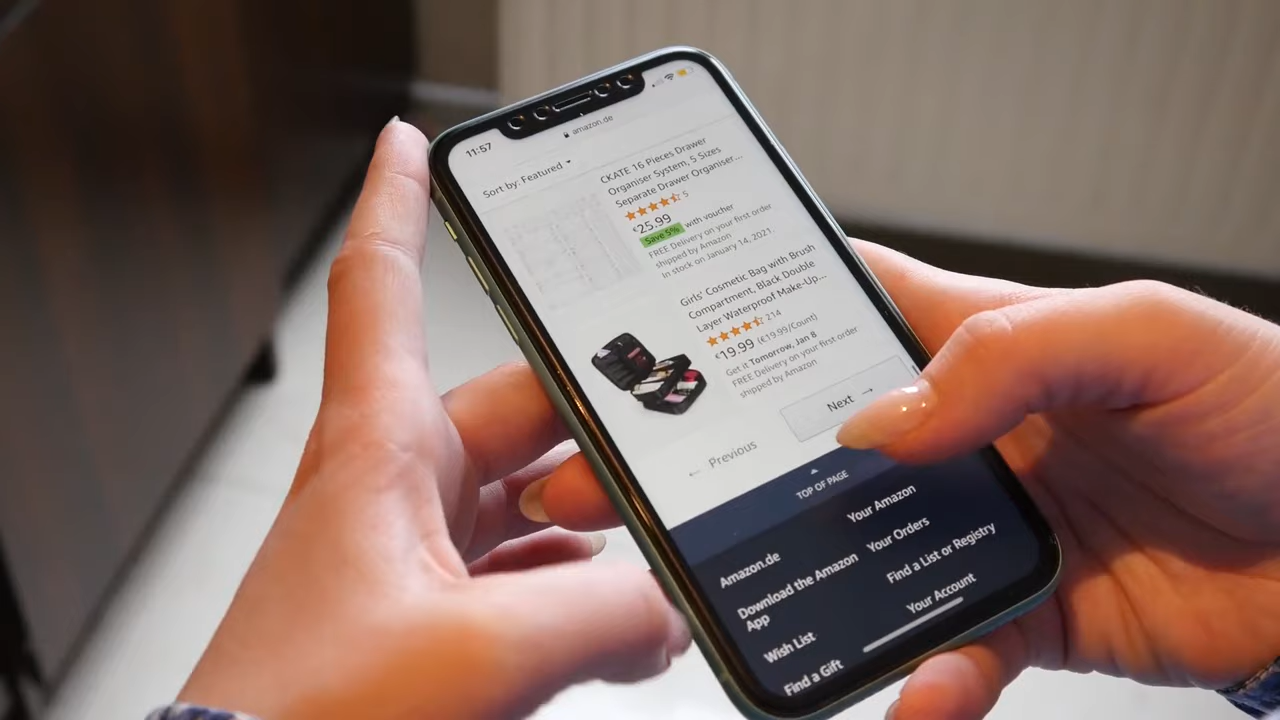 11:57
amazon.de
Sort by: Featured
CKATE 16 Pieces Drawer
Organiser System, 5 Sizes
Separate Drawer Organiser...
5
€25.99
Save 5% with voucher
FREE Delivery on your first order
shipped by Amazon
In stock on January 14, 2021.
Girls' Cosmetic Bag with Brush
Compartment, Black Double
Layer Waterproof Make-Up...
214
€19.99 (€19.99/Count)
Get it Tomorrow, Jan 8
FREE Delivery on your first order
shipped by Amazon
← Previous
Next →
TOP OF PAGE
Amazon.de
Your Amazon
Download the Amazon
App
Your Orders
Wish List
Find a List or Registry
Find a Gift
Your Account